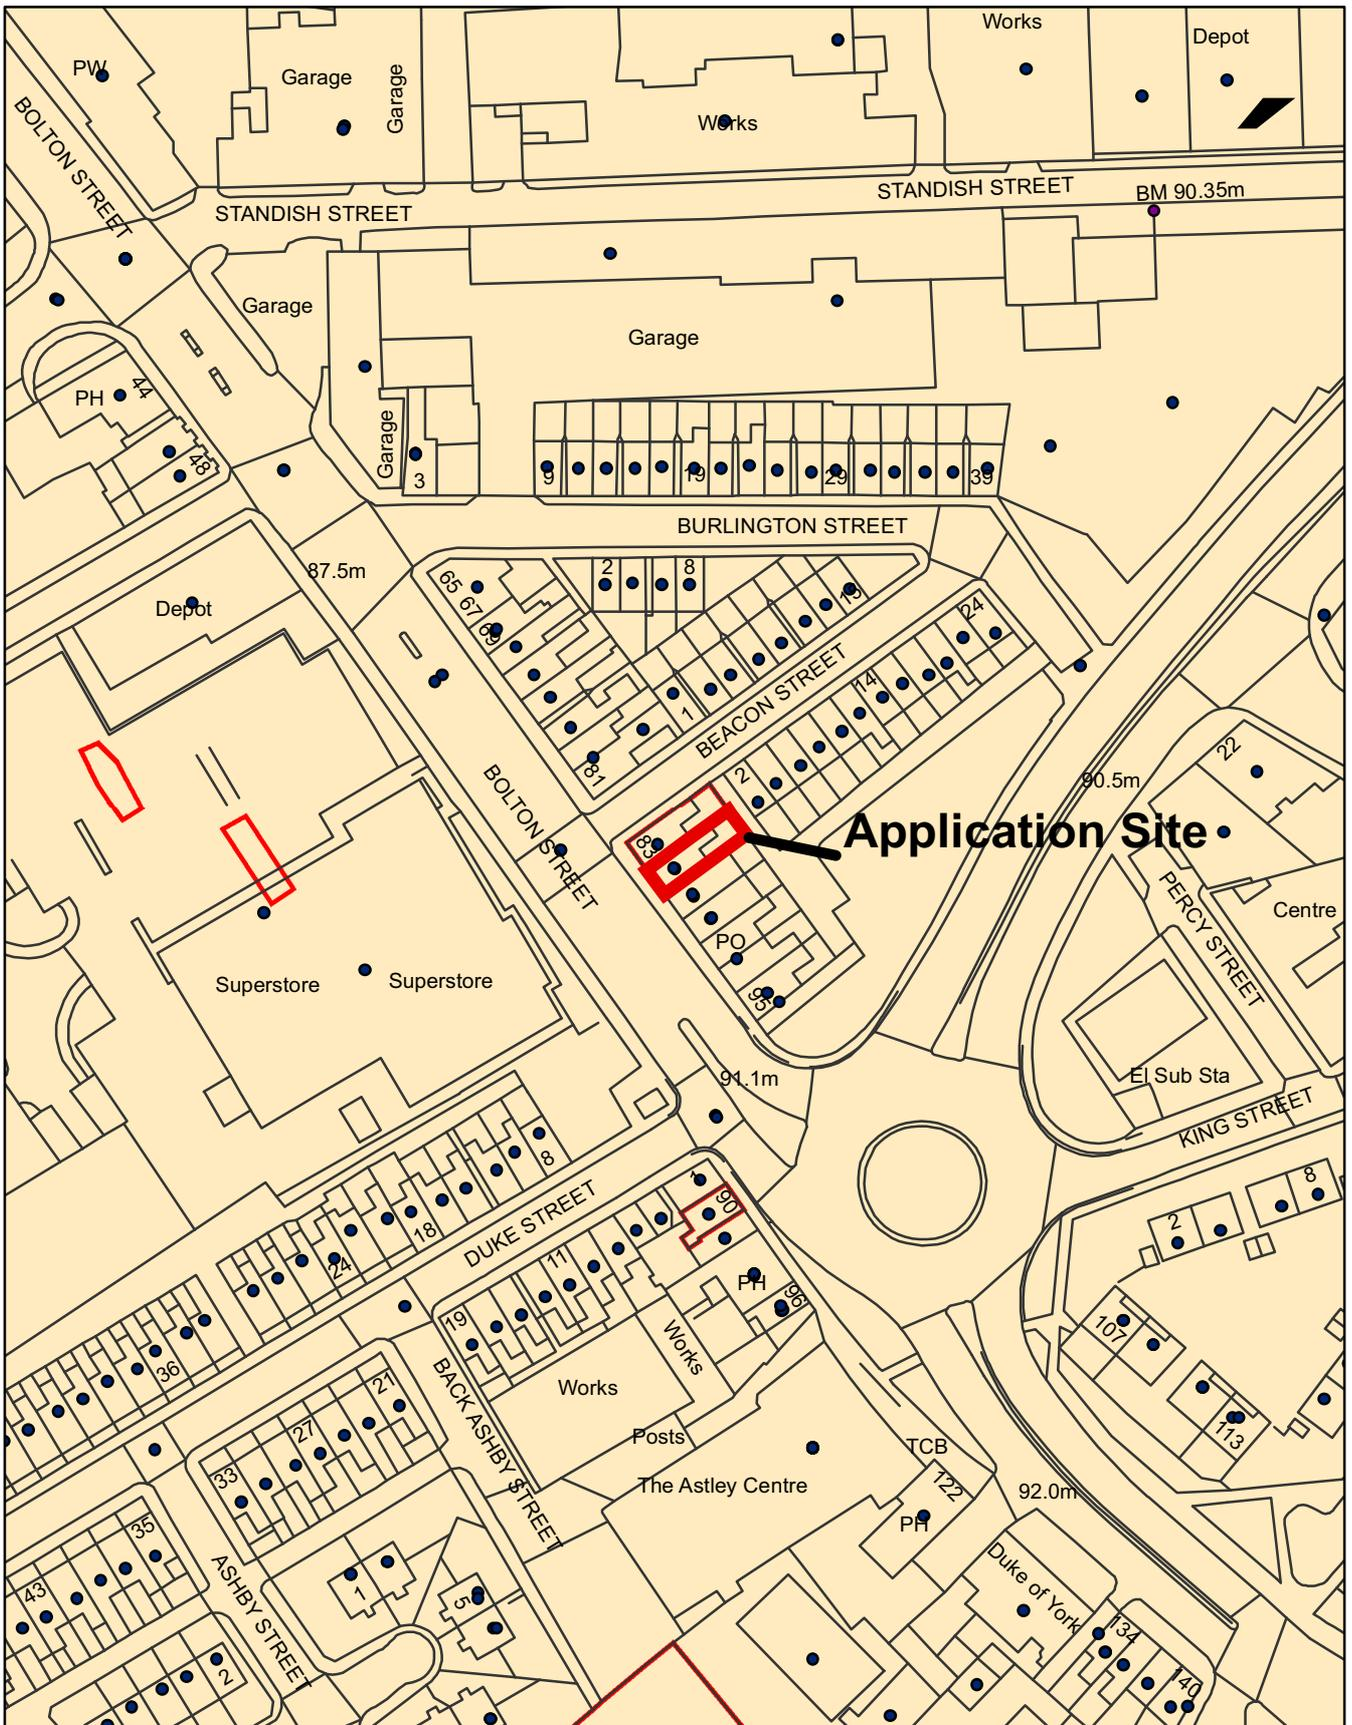 Works
Depot
PW
Garage
Garage
Works
BOLTON STREET
STANDISH STREET
STANDISH STREET
BM 90.35m
Garage
Garage
PH
44
48
Garage
3
9
19
29
39
BURLINGTON STREET
87.5m
65
67
69
2
8
15
24
Depot
14
BEACON STREET
1
81
2
22
90.5m
BOLTON STREET
83
Application Site
PERCY STREET
Centre
PO
Superstore
Superstore
95
91.1m
El Sub Sta
KING STREET
8
1
90
8
2
DUKE STREET
18
24
11
PH
96
107
19
Works
36
BACK ASHBY STREET
Works
21
27
Posts
TCB
113
33
The Astley Centre
122
92.0m
PH
35
43
ASHBY STREET
1
5
Duke of York
134
140
2